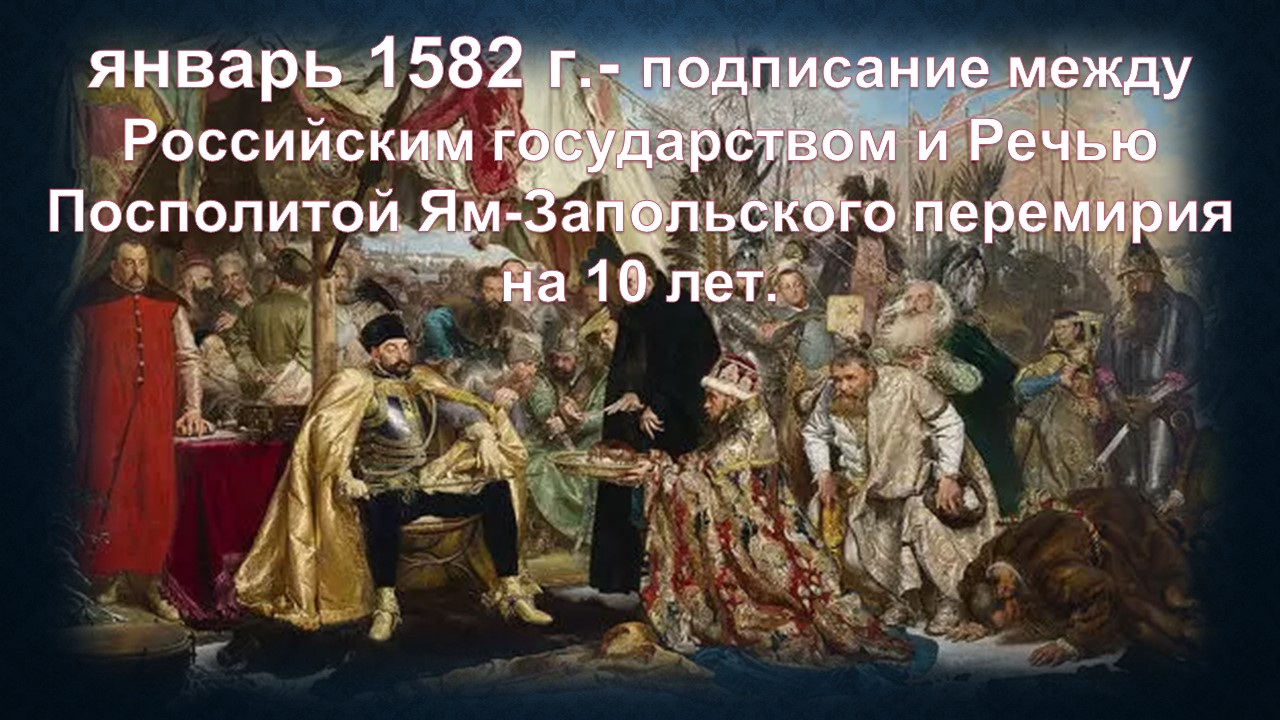 январь 1582 г.- подписание между
Российским государством и Речью
Посполитой Ям-Запольского перемирия
на 10 лет.